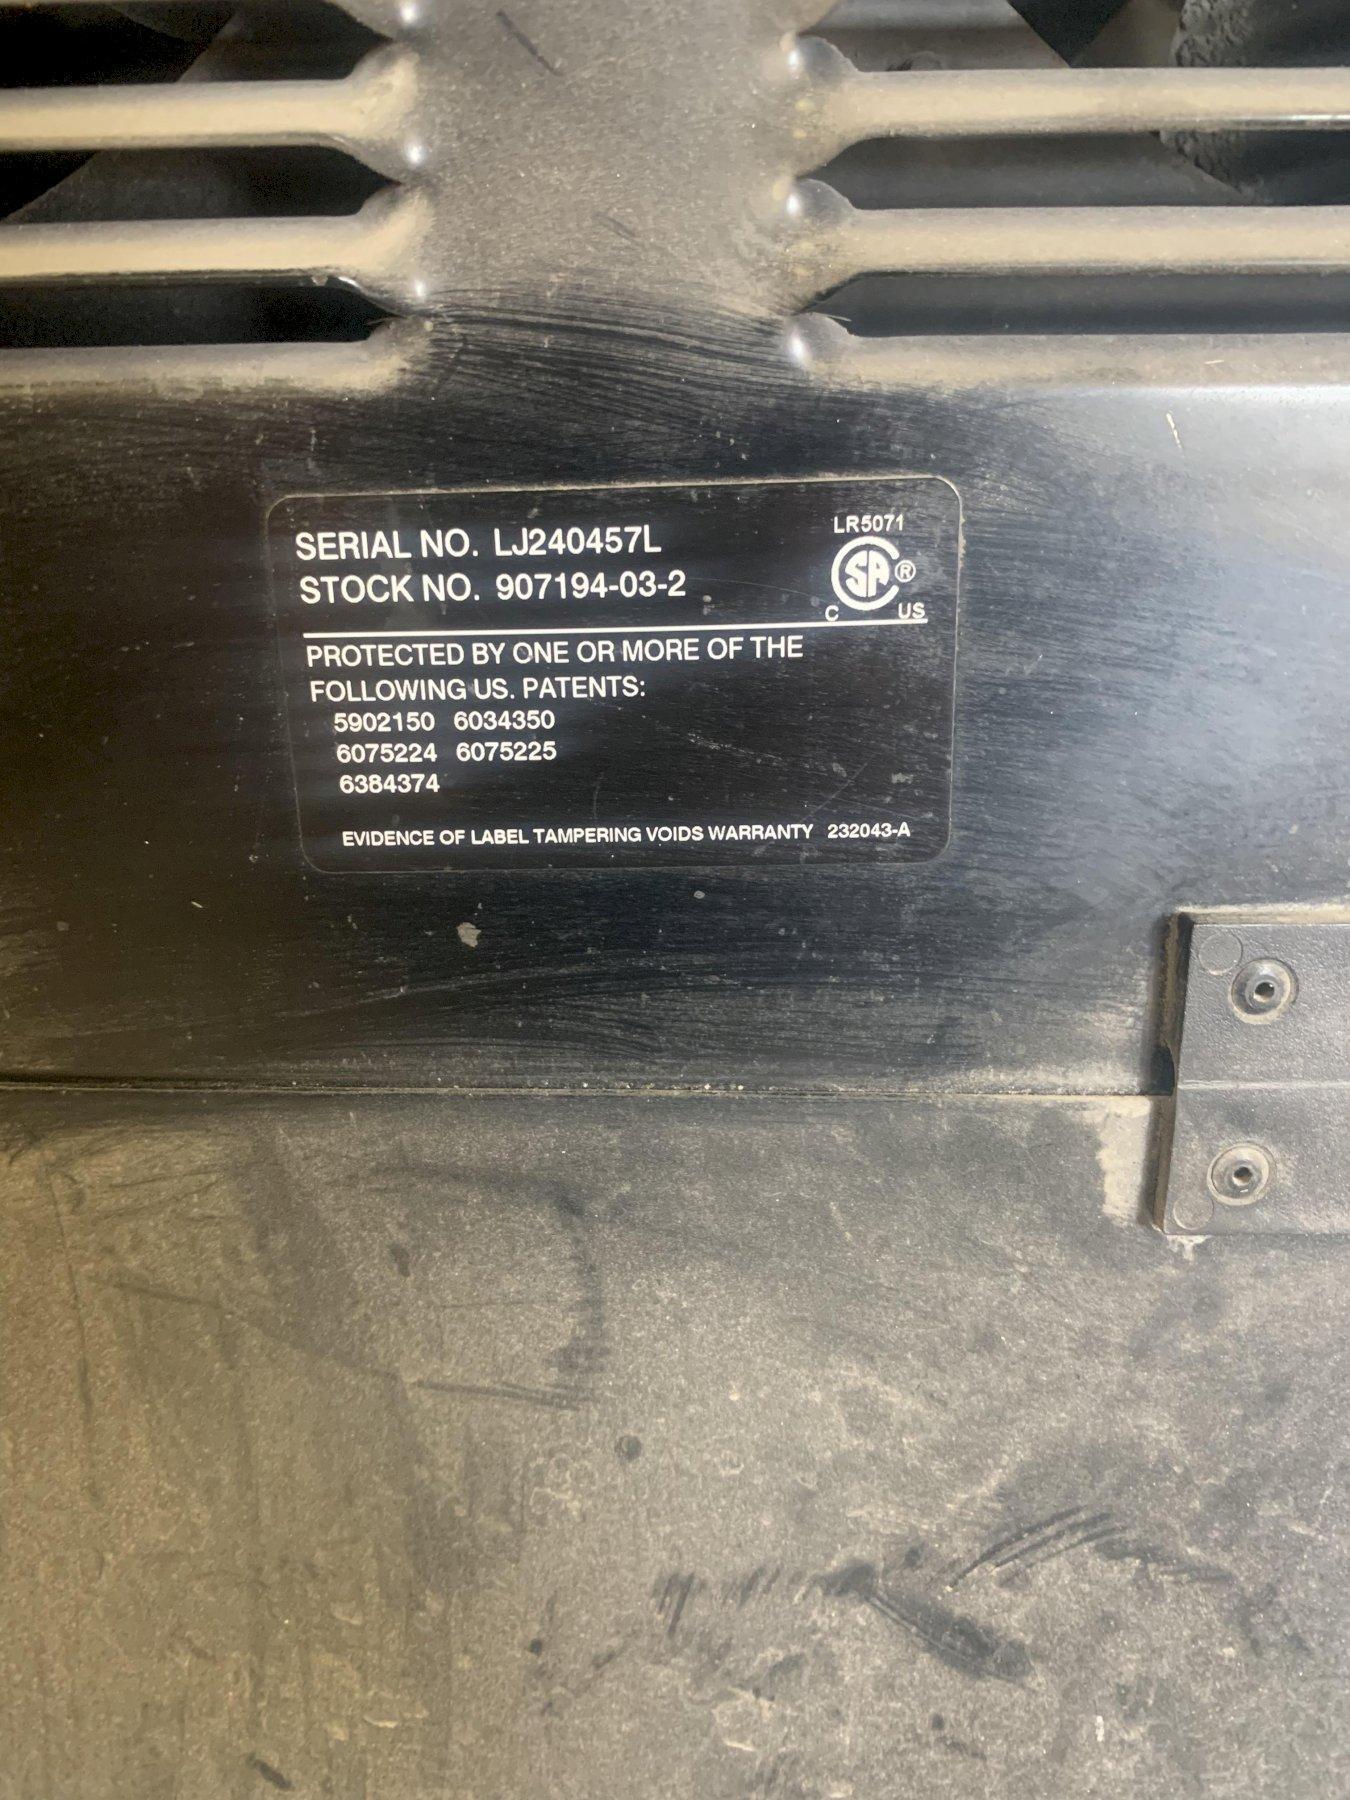 SERIAL NO. LJ240457L
STOCK NO. 907194-03-2
LR5071
SA ®
C US
PROTECTED BY ONE OR MORE OF THE
FOLLOWING US. PATENTS:
5902150 6034350
6075224 6075225
6384374
EVIDENCE OF LABEL TAMPERING VOIDS WARRANTY 232043-A